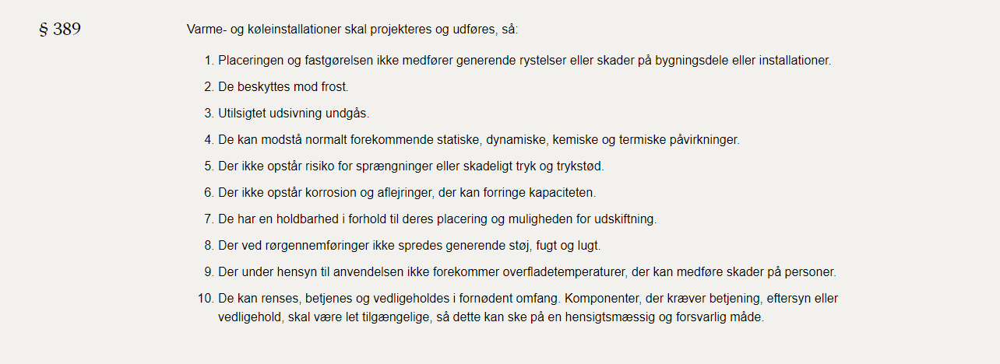 § 389
Varme- og køleinstallationer skal projekteres og udføres, så:
1. Placeringen og fastgørelsen ikke medfører generende rystelser eller skader på bygningsdele eller installationer.
2. De beskyttes mod frost.
3. Utilsigtet udsivning undgås.
4. De kan modstå normalt forekommende statiske, dynamiske, kemiske og termiske påvirkninger.
5. Der ikke opstår risiko for sprængninger eller skadeligt tryk og trykstød.
6. Der ikke opstår korrosion og aflejringer, der kan forringe kapaciteten.
7. De har en holdbarhed i forhold til deres placering og muligheden for udskiftning.
8. Der ved rørgennemføringer ikke spredes generende støj, fugt og lugt.
9. Der under hensyn til anvendelsen ikke forekommer overfladetemperaturer, der kan medføre skader på personer.
10. De kan renses, betjenes og vedligeholdes i fornødent omfang. Komponenter, der kræver betjening, eftersyn eller
vedligehold, skal være let tilgængelige, så dette kan ske på en hensigtsmæssig og forsvarlig måde.